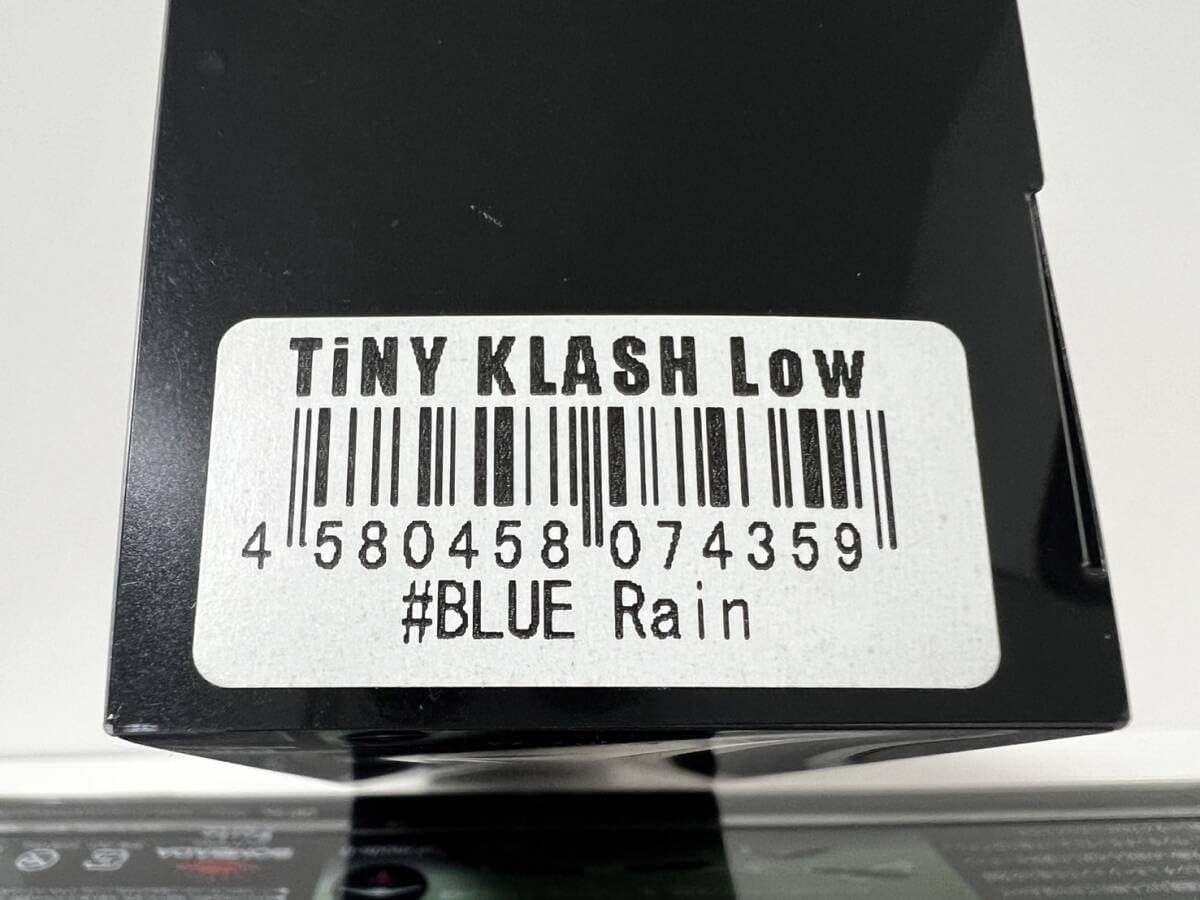 TiNY KLASH Low
4 580458 074359
#BLUE Rain